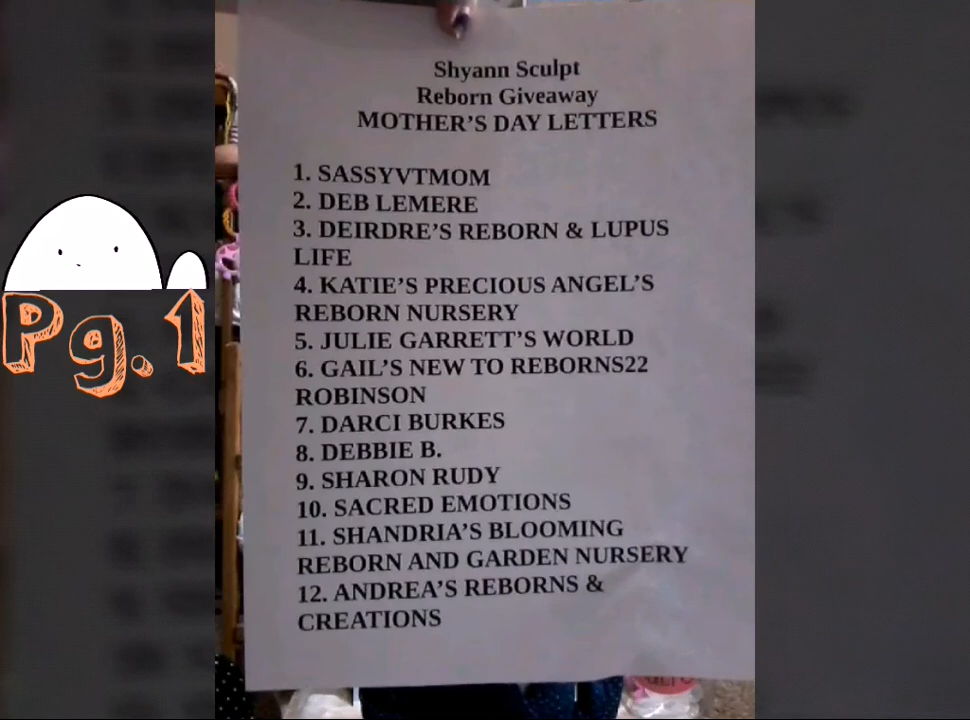 Shyann Sculpt
Reborn Giveaway
MOTHER'S DAY LETTERS
1. SASSYVTMOM
2. DEB LEMERE
3. DEIRDRE'S REBORN & LUPUS
LIFE
4. KATIE'S PRECIOUS ANGEL'S
REBORN NURSERY
5. JULIE GARRETT'S WORLD
6. GAIL'S NEW TO REBORNS22
ROBINSON
7. DARCI BURKES
8. DEBBIE B.
9. SHARON RUDY
10. SACRED EMOTIONS
11. SHANDRIA'S BLOOMING
REBORN AND GARDEN NURSERY
12. ANDREA'S REBORNS &
CREATIONS
Pg.1